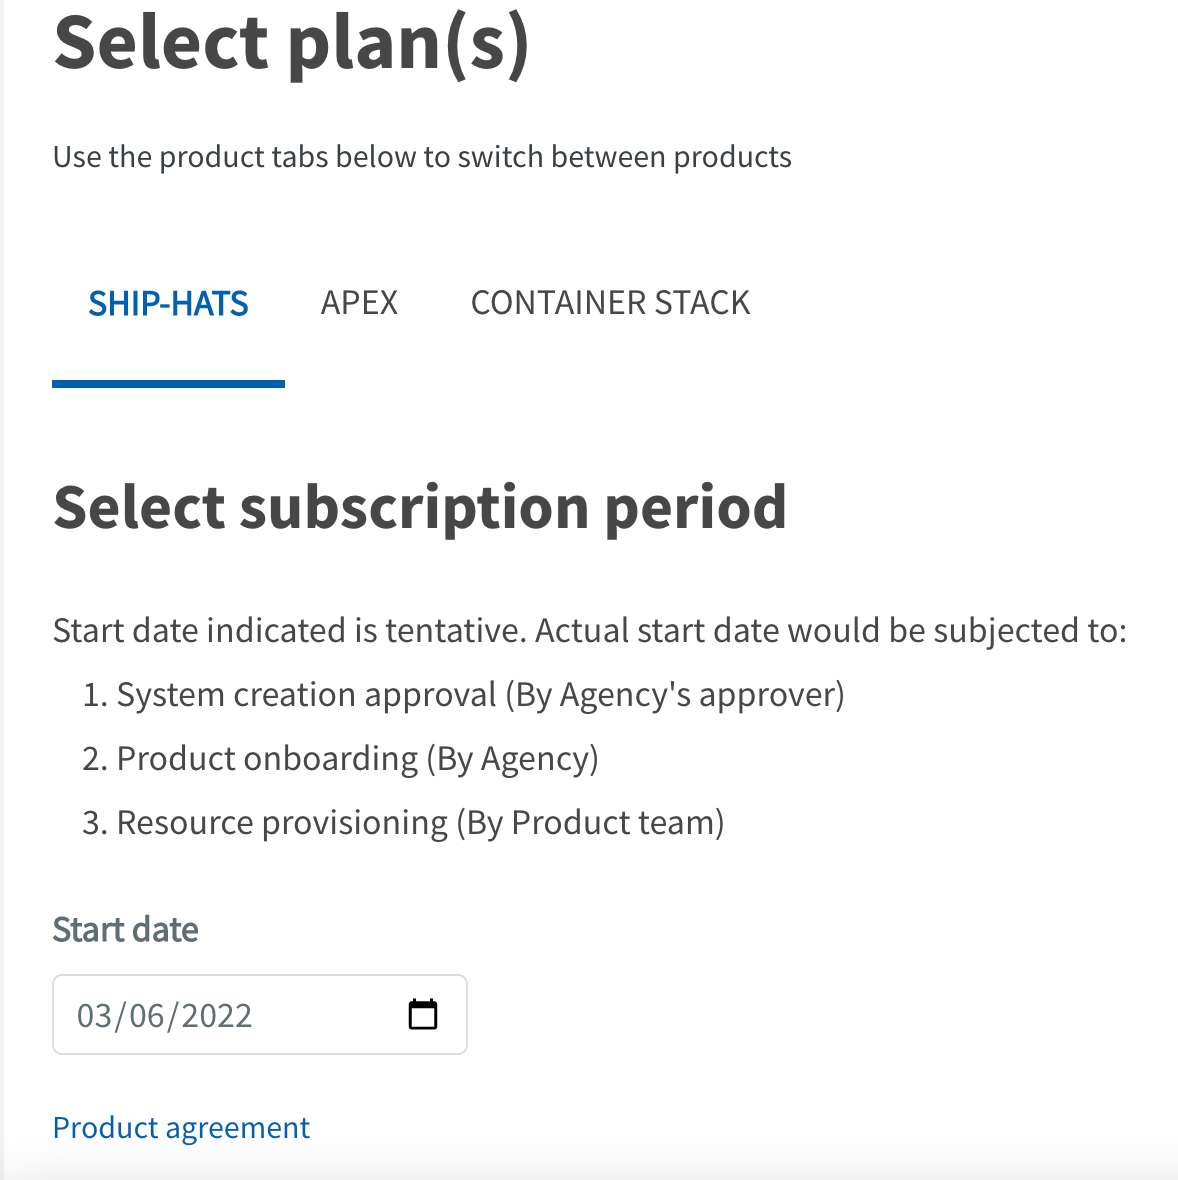 Select plan(s)
Use the product tabs below to switch between products
SHIP-HATS APEX CONTAINER STACK
Select subscription period
Start date indicated is tentative. Actual start date would be subjected to:
1. System creation approval (By Agency's approver)
2. Product onboarding (By Agency)
3. Resource provisioning (By Product team)
Start date
03/06/2022
Product agreement